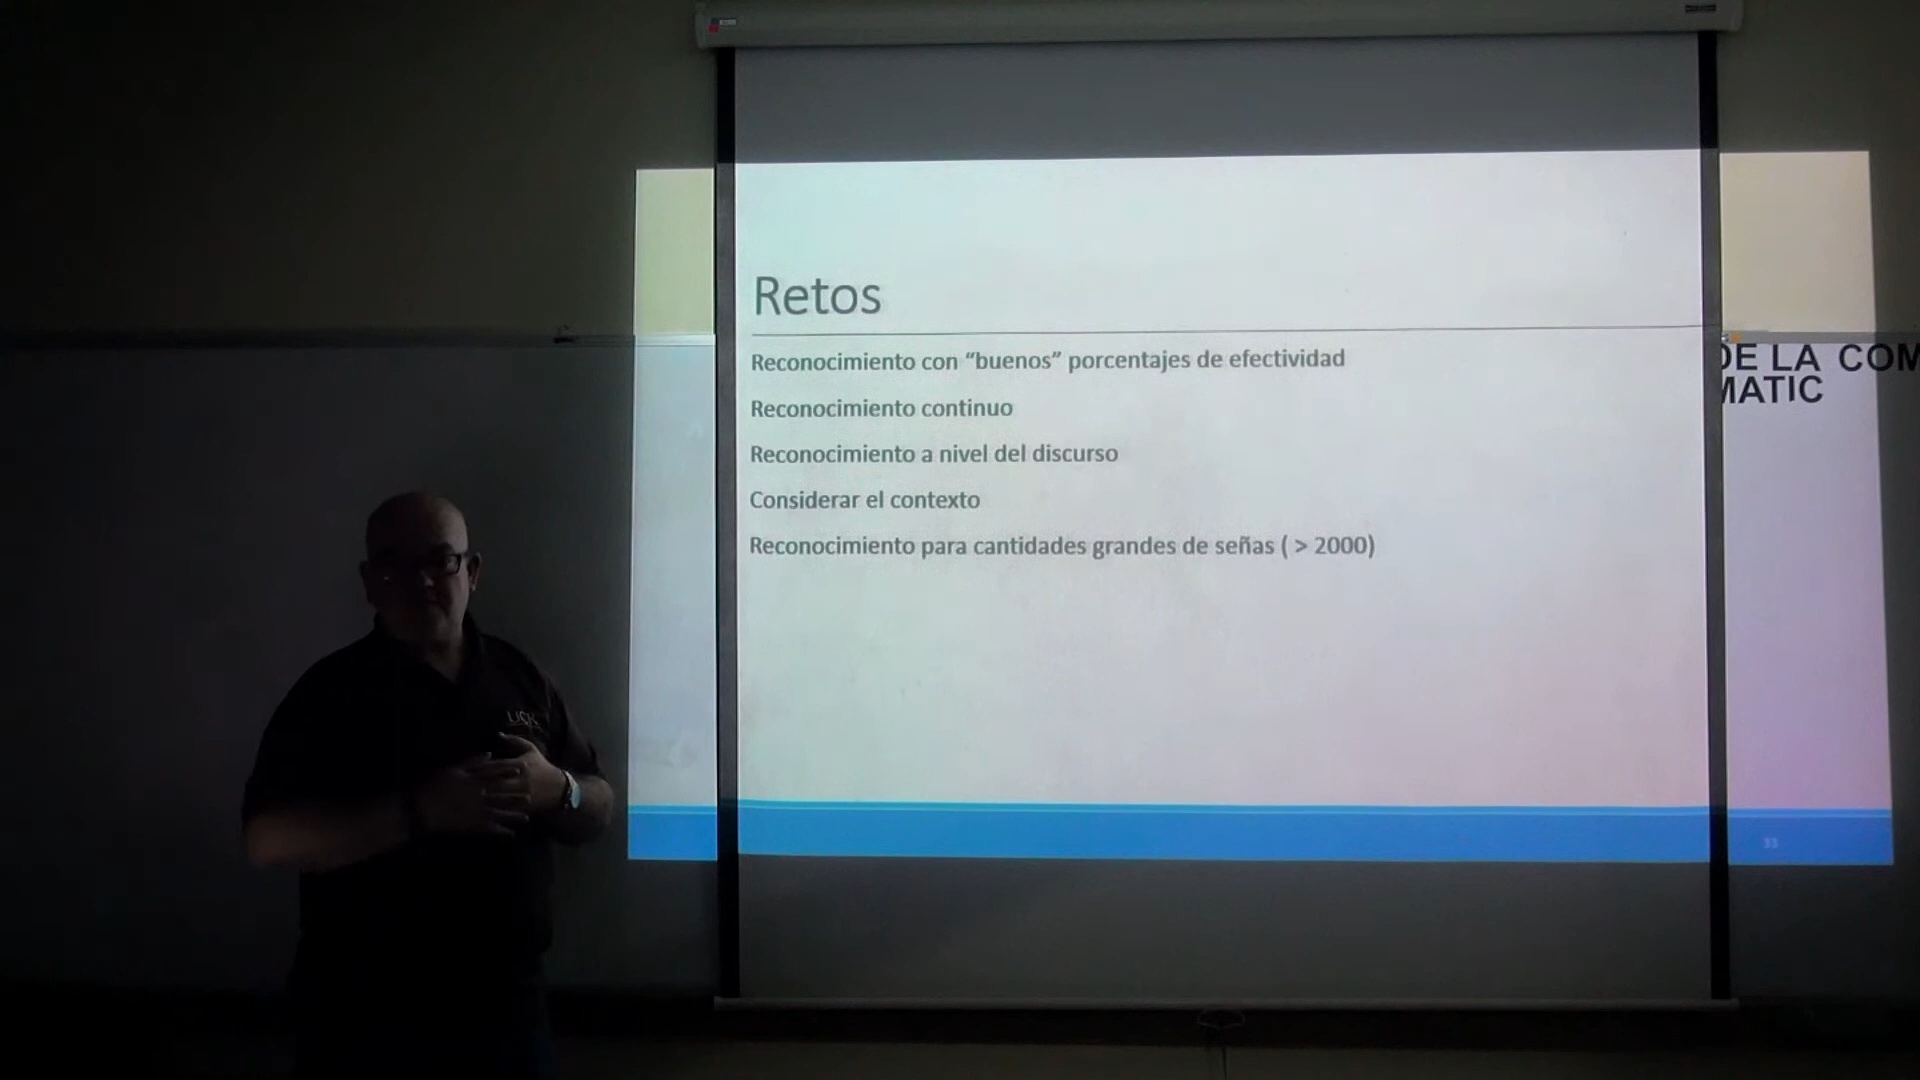 Retos
Reconocimiento con “buenos” porcentajes de efectividad
Reconocimiento continuo
Reconocimiento a nivel del discurso
Considerar el contexto
Reconocimiento para cantidades grandes de señas ( > 2000)
DE LA COM
MATIC
33